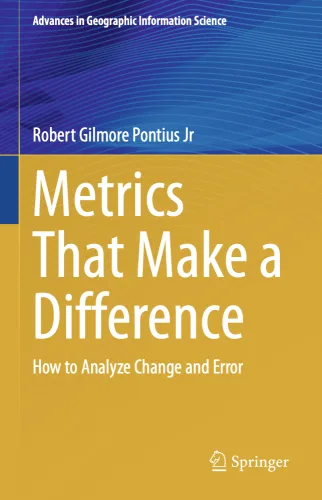 Advances in Geographic Information Science
Robert Gilmore Pontius Jr
Metrics
That Make a
Difference
How to Analyze Change and Error
Springer